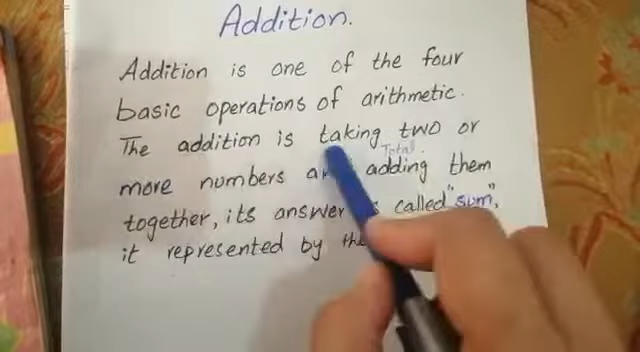 Addition.
Addition is one of the four
basic operations of arithmetic.
The addition is taking two or
Total
more numbers adding them
together, its answer called "sum",
it represented by